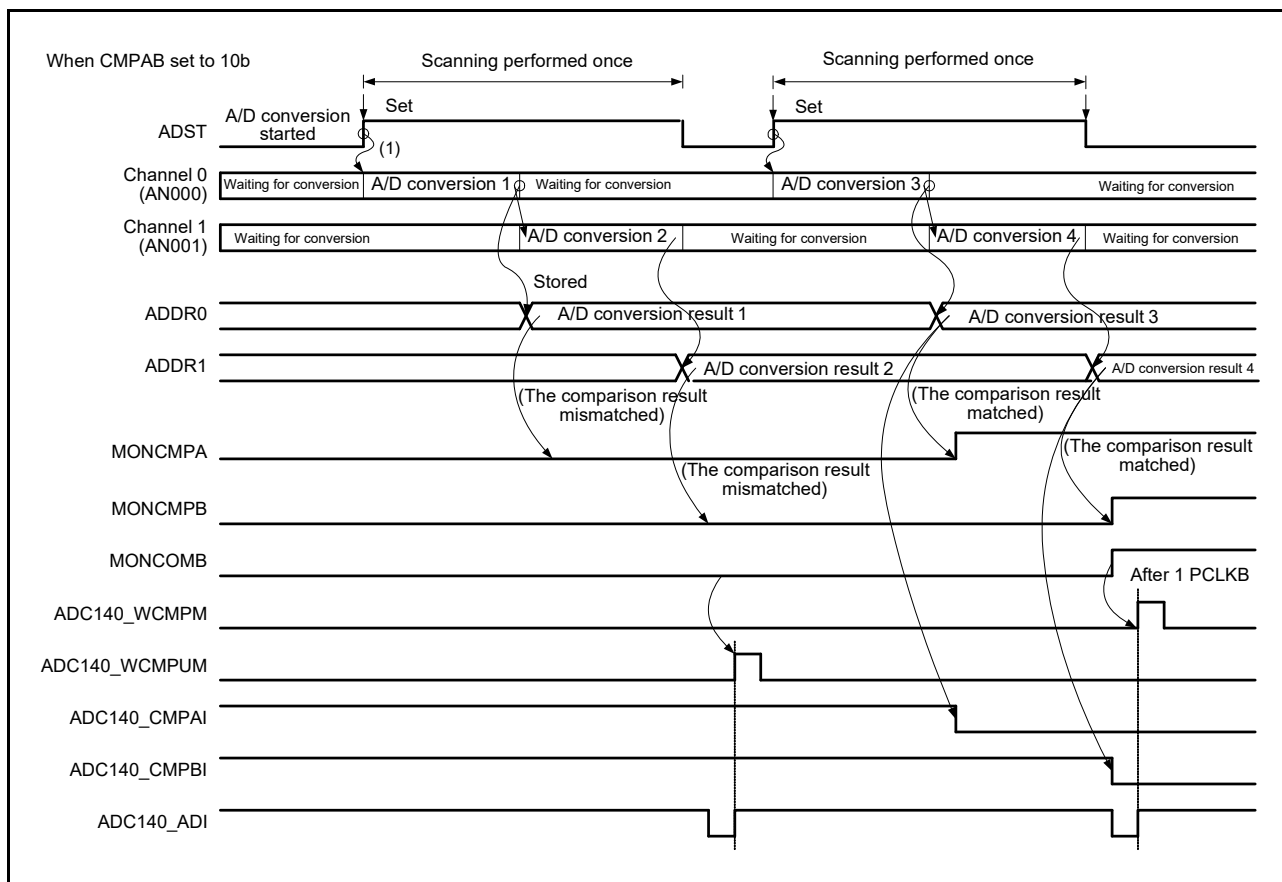 When CMPAB set to 10b
Scanning performed once
Scanning performed once
A/D conversion
started
Set
Set
ADST
(1)
Channel 0
(AN000)
Waiting for conversion
A/D conversion 1
Waiting for conversion
A/D conversion 3
Waiting for conversion
Channel 1
(AN001)
Waiting for conversion
A/D conversion 2
Waiting for conversion
A/D conversion 4
Waiting for conversion
Stored
ADDR0
A/D conversion result 1
A/D conversion result 3
ADDR1
A/D conversion result 2
A/D conversion result 4
(The comparison result
mismatched)
(The comparison result
matched)
MONCMPA
(The comparison result
mismatched)
(The comparison result
matched)
MONCMPB
MONCOMB
After 1 PCLKB
ADC140_WCMPM
ADC140_WCMPUM
ADC140_CMPAI
ADC140_CMPBI
ADC140_ADI